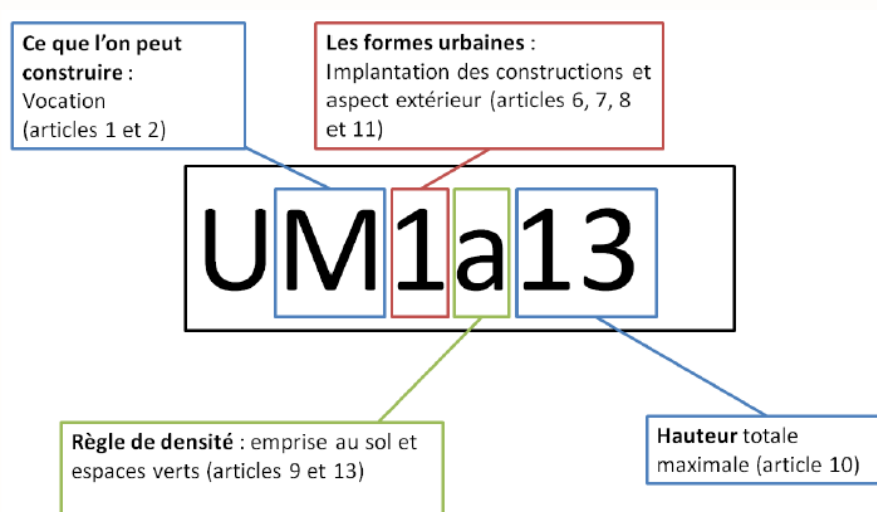 Ce que l'on peut
construire :
Vocation
(articles 1 et 2)
Les formes urbaines :
Implantation des constructions et
aspect extérieur (articles 6, 7, 8
et 11)
UM1a13
Règle de densité : emprise au sol et
espaces verts (articles 9 et 13)
Hauteur totale
maximale (article 10)